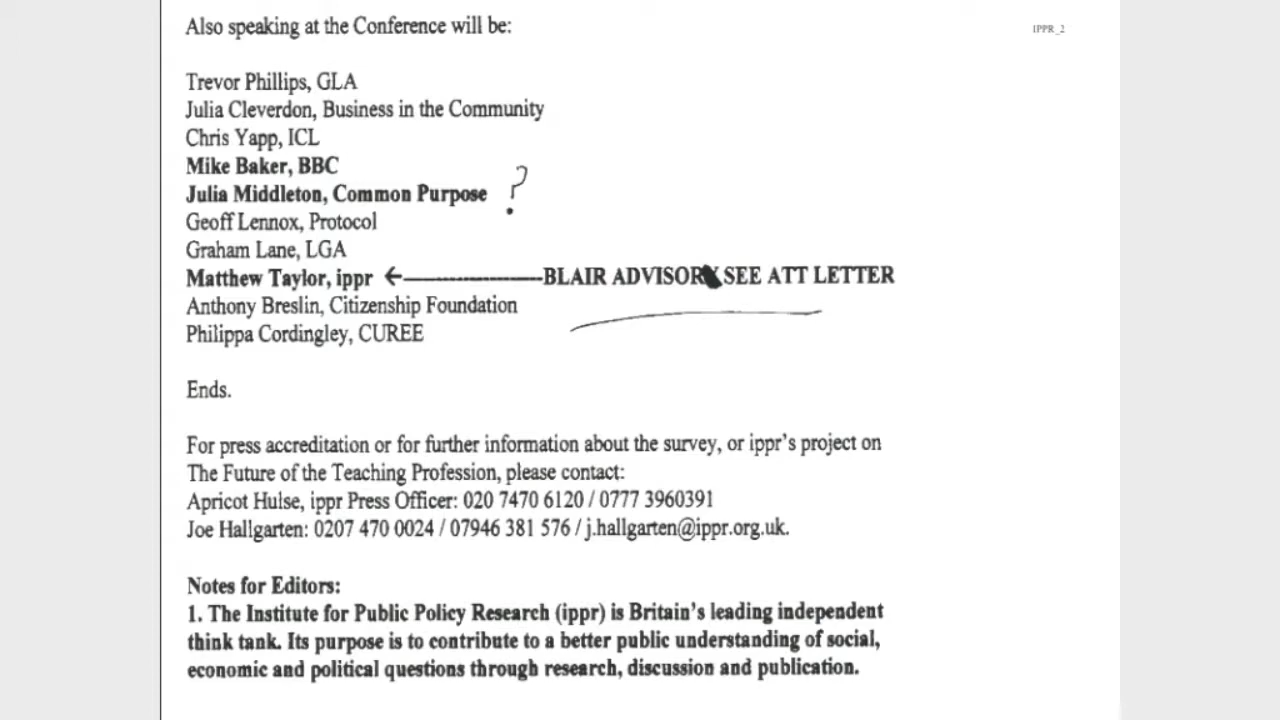 Also speaking at the Conference will be:
IPPR_2
Trevor Phillips, GLA
Julia Cleverdon, Business in the Community
Chris Yapp, ICL
Mike Baker, BBC
Julia Middleton, Common Purpose ?
Geoff Lennox, Protocol
Graham Lane, LGA
Matthew Taylor, ippr ←--------------------BLAIR ADVISOR SEE ATT LETTER
Anthony Breslin, Citizenship Foundation
Philippa Cordingley, CUREE
Ends.
For press accreditation or for further information about the survey, or ippr's project on
The Future of the Teaching Profession, please contact:
Apricot Hulse, ippr Press Officer: 020 7470 6120 / 0777 3960391
Joe Hallgarten: 0207 470 0024 / 07946 381 576 / j.hallgarten@ippr.org.uk.
Notes for Editors:
1. The Institute for Public Policy Research (ippr) is Britain's leading independent
think tank. Its purpose is to contribute to a better public understanding of social,
economic and political questions through research, discussion and publication.